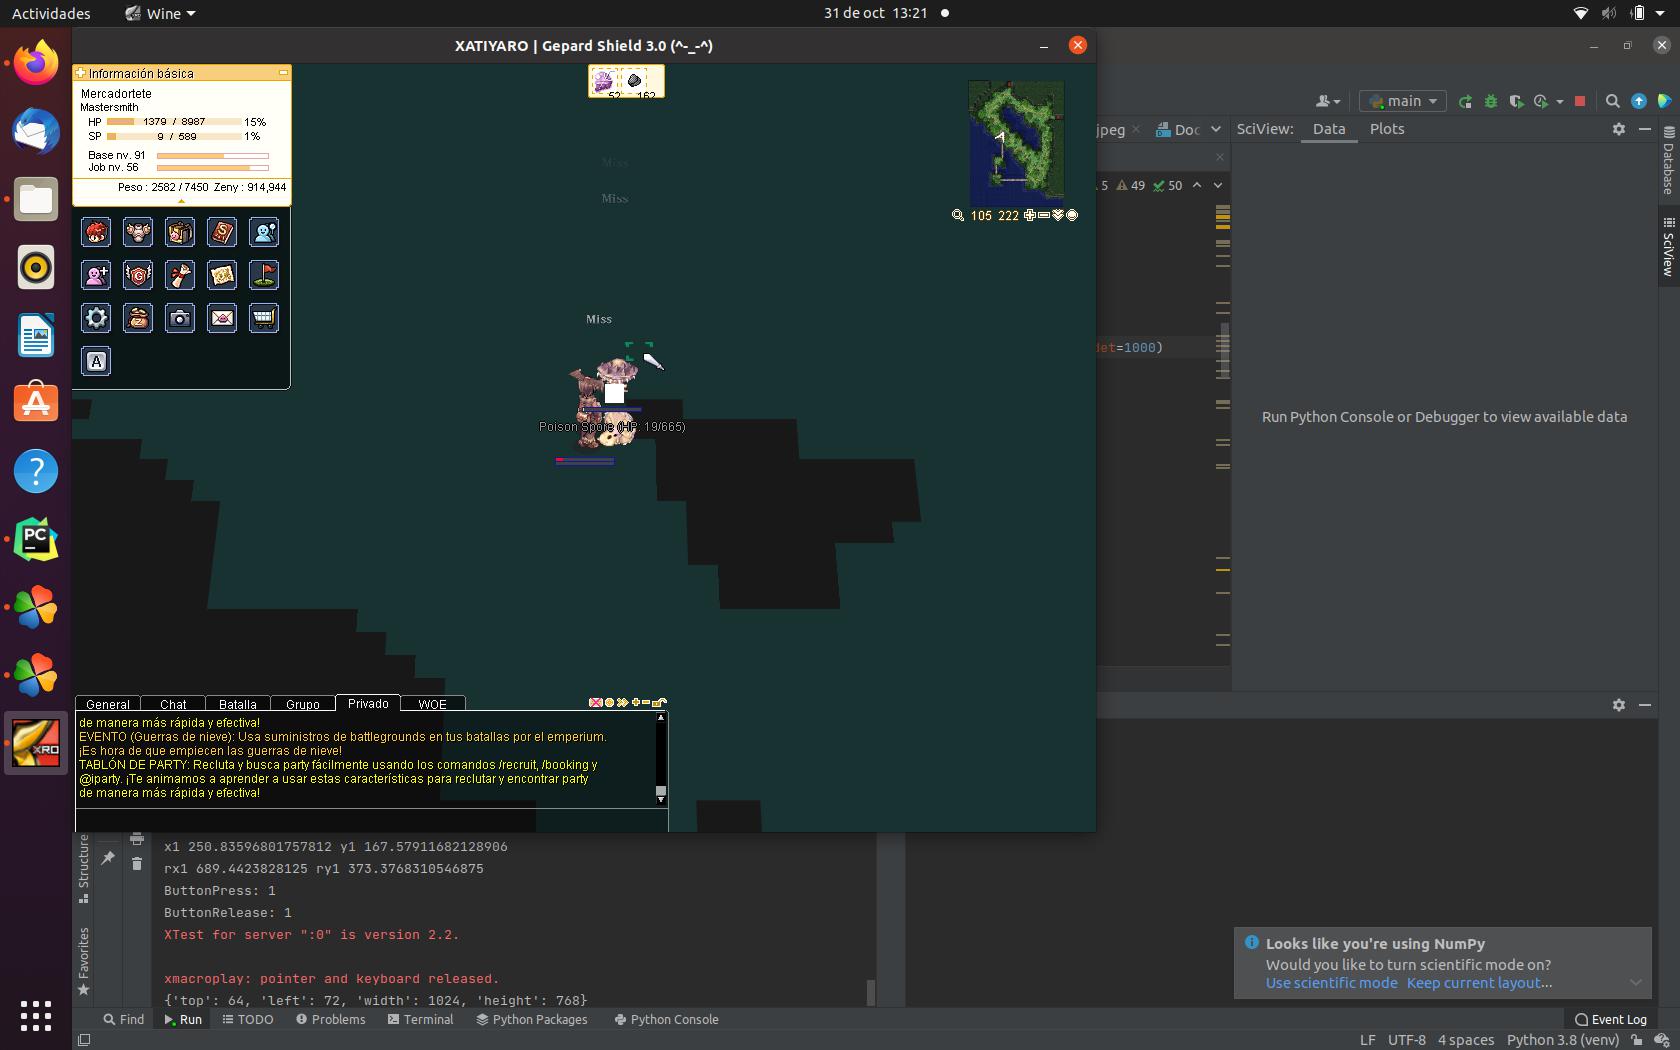 Actividades
Wine
31 de oct 13:21
XATIYARO | Gepard Shield 3.0 (^-_-^)
Información básica
Mercadortete
Mastersmith
HP 1379 / 8987 15%
SP 9 / 589 1%
Base nv. 91
Job nv. 56
Peso : 2582 / 7450 Zeny : 914,944
52 162
105 222
Miss
Miss
Miss
Poison Spore (HP: 19/665)
A
General Chat Batalla Grupo Privado WOE
de manera más rápida y efectiva!
EVENTO (Guerras de nieve): Usa suministros de battlegrounds en tus batallas por el emperium.
¡Es hora de que empiecen las guerras de nieve!
TABLÓN DE PARTY: Recluta y busca party fácilmente usando los comandos /recruit, /booking y
@iparty. ¡Te animamos a aprender a usar estas características para reclutar y encontrar party
de manera más rápida y efectiva!
main
jpeg
Doc
SciView: Data Plots
5 49 50
Database
SciView
=1000)
Run Python Console or Debugger to view available data
PC
XRO
Structure
Favorites
x1 250.83596801757812 y1 167.57911682128906
rx1 689.4423828125 ry1 373.3768310546875
ButtonPress: 1
ButtonRelease: 1
XTest for server ":0" is version 2.2.
xmacroplay: pointer and keyboard released.
{'top': 64, 'left': 72, 'width': 1024, 'height': 768}
Looks like you're using NumPy
Would you like to turn scientific mode on?
Use scientific mode Keep current layout...
Find Run TODO Problems Terminal Python Packages Python Console
Event Log
LF UTF-8 4 spaces Python 3.8 (venv)